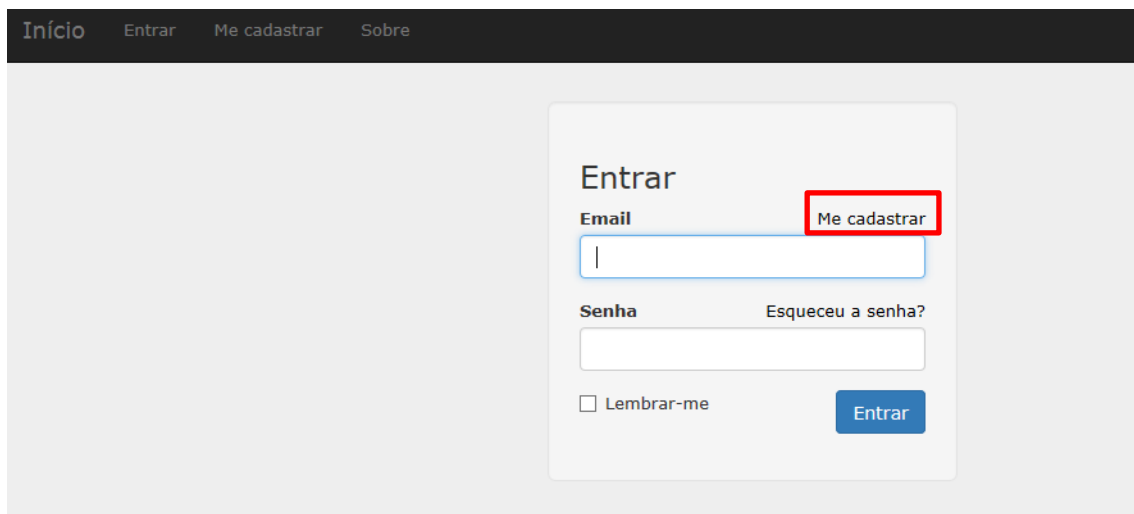 Início Entrar Me cadastrar Sobre
Entrar
Email Me cadastrar
Senha Esqueceu a senha?
Lembrar-me Entrar